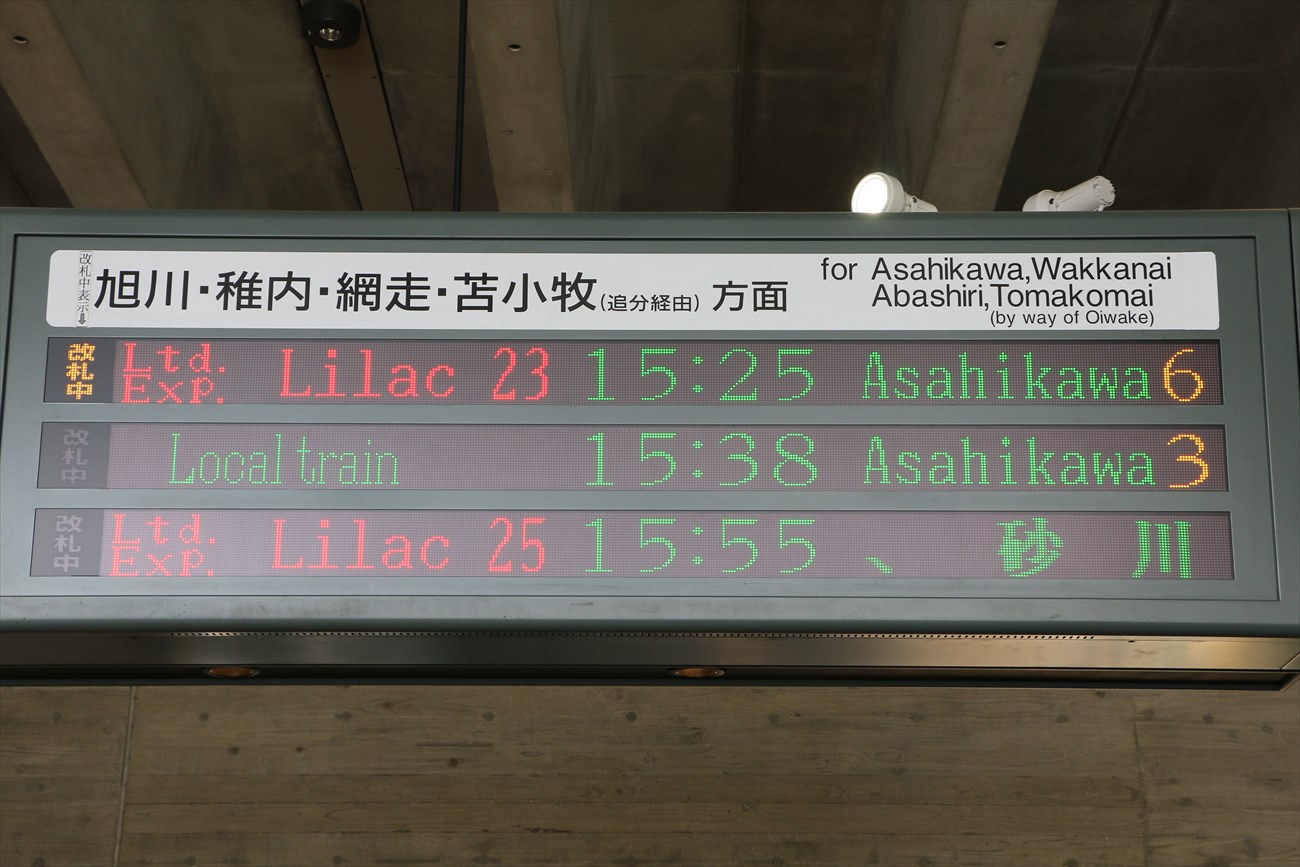 改札中表示⬇
旭川・稚内・網走・苫小牧(追分経由) 方面
for Asahikawa,Wakkanai
Abashiri,Tomakomai
(by way of Oiwake)
改札中 Ltd. Exp. Lilac 23 15:25 Asahikawa 6
改札中 Local train 15:38 Asahikawa 3
改札中 Ltd. Exp. Lilac 25 15:55 、 砂 川